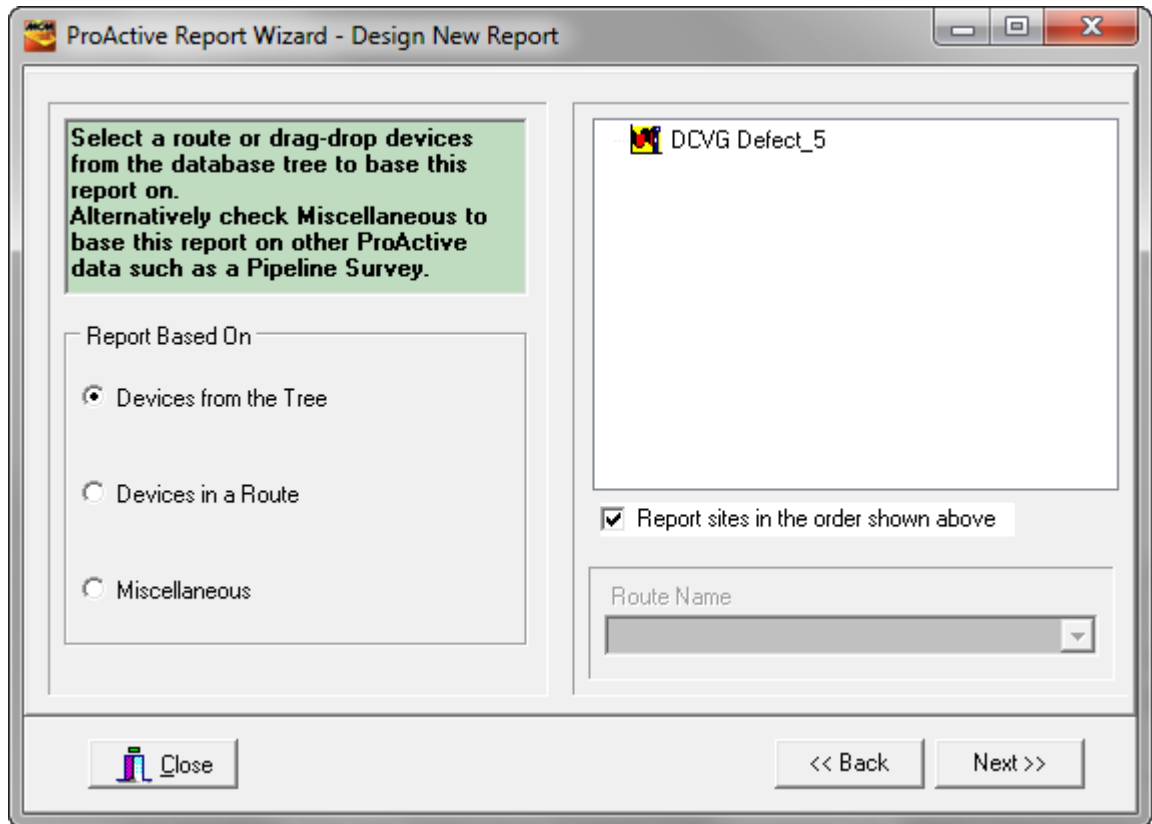 MCM
ProActive Report Wizard - Design New Report
Select a route or drag-drop devices
from the database tree to base this
report on.
Alternatively check Miscellaneous to
base this report on other ProActive
data such as a Pipeline Survey.
Report Based On
Devices from the Tree
Devices in a Route
Miscellaneous
DCVG Defect_5
Report sites in the order shown above
Route Name
Close
<< Back
Next >>